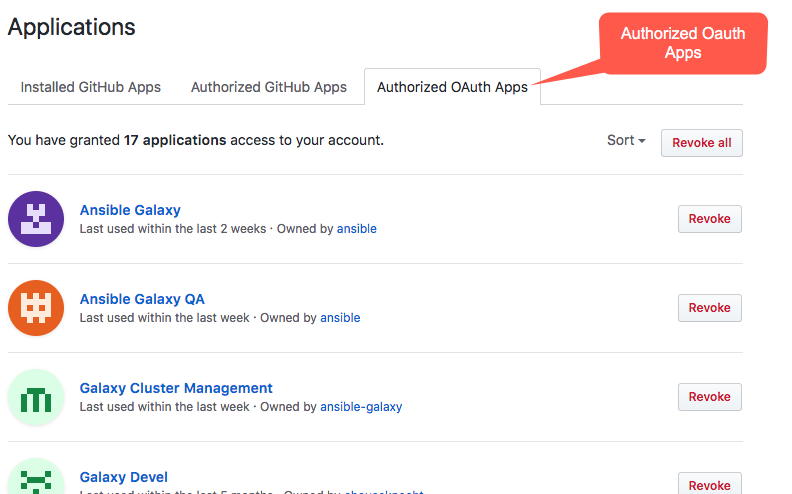 Applications
Authorized Oauth
Apps
Installed GitHub Apps
Authorized GitHub Apps
Authorized OAuth Apps
You have granted 17 applications access to your account.
Sort
Revoke all
Ansible Galaxy
Last used within the last 2 weeks · Owned by ansible
Revoke
Ansible Galaxy QA
Last used within the last week · Owned by ansible
Revoke
Galaxy Cluster Management
Last used within the last week · Owned by ansible-galaxy
Revoke
Galaxy Devel
Last used within the last 5 months · Owned by chouseknecht
Revoke